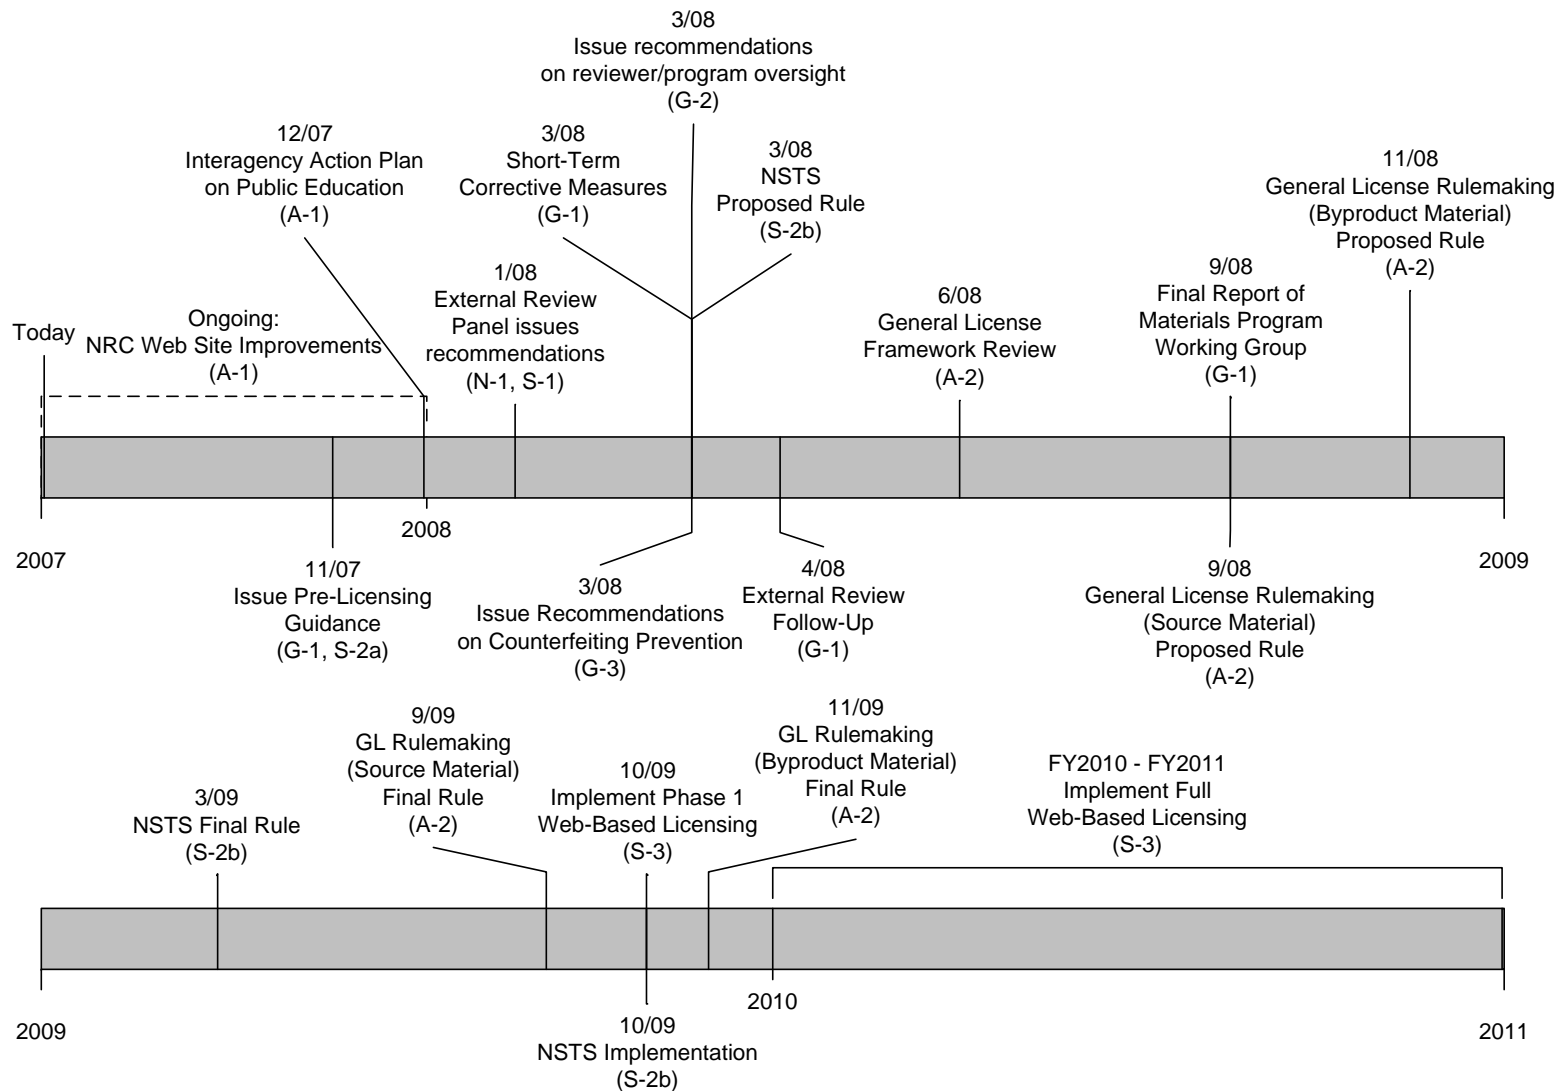 3/08
Issue recommendations
on reviewer/program oversight
(G-2)
12/07
Interagency Action Plan
on Public Education
(A-1)
3/08
Short-Term
Corrective Measures
(G-1)
3/08
NSTS
Proposed Rule
(S-2b)
11/08
General License Rulemaking
(Byproduct Material)
Proposed Rule
(A-2)
Today
Ongoing:
NRC Web Site Improvements
(A-1)
1/08
External Review
Panel issues
recommendations
(N-1, S-1)
6/08
General License
Framework Review
(A-2)
9/08
Final Report of
Materials Program
Working Group
(G-1)
2007
2008
2009
11/07
Issue Pre-Licensing
Guidance
(G-1, S-2a)
3/08
Issue Recommendations
on Counterfeiting Prevention
(G-3)
4/08
External Review
Follow-Up
(G-1)
9/08
General License Rulemaking
(Source Material)
Proposed Rule
(A-2)
3/09
NSTS Final Rule
(S-2b)
9/09
GL Rulemaking
(Source Material)
Final Rule
(A-2)
10/09
Implement Phase 1
Web-Based Licensing
(S-3)
11/09
GL Rulemaking
(Byproduct Material)
Final Rule
(A-2)
FY2010 - FY2011
Implement Full
Web-Based Licensing
(S-3)
2009
2010
2011
10/09
NSTS Implementation
(S-2b)